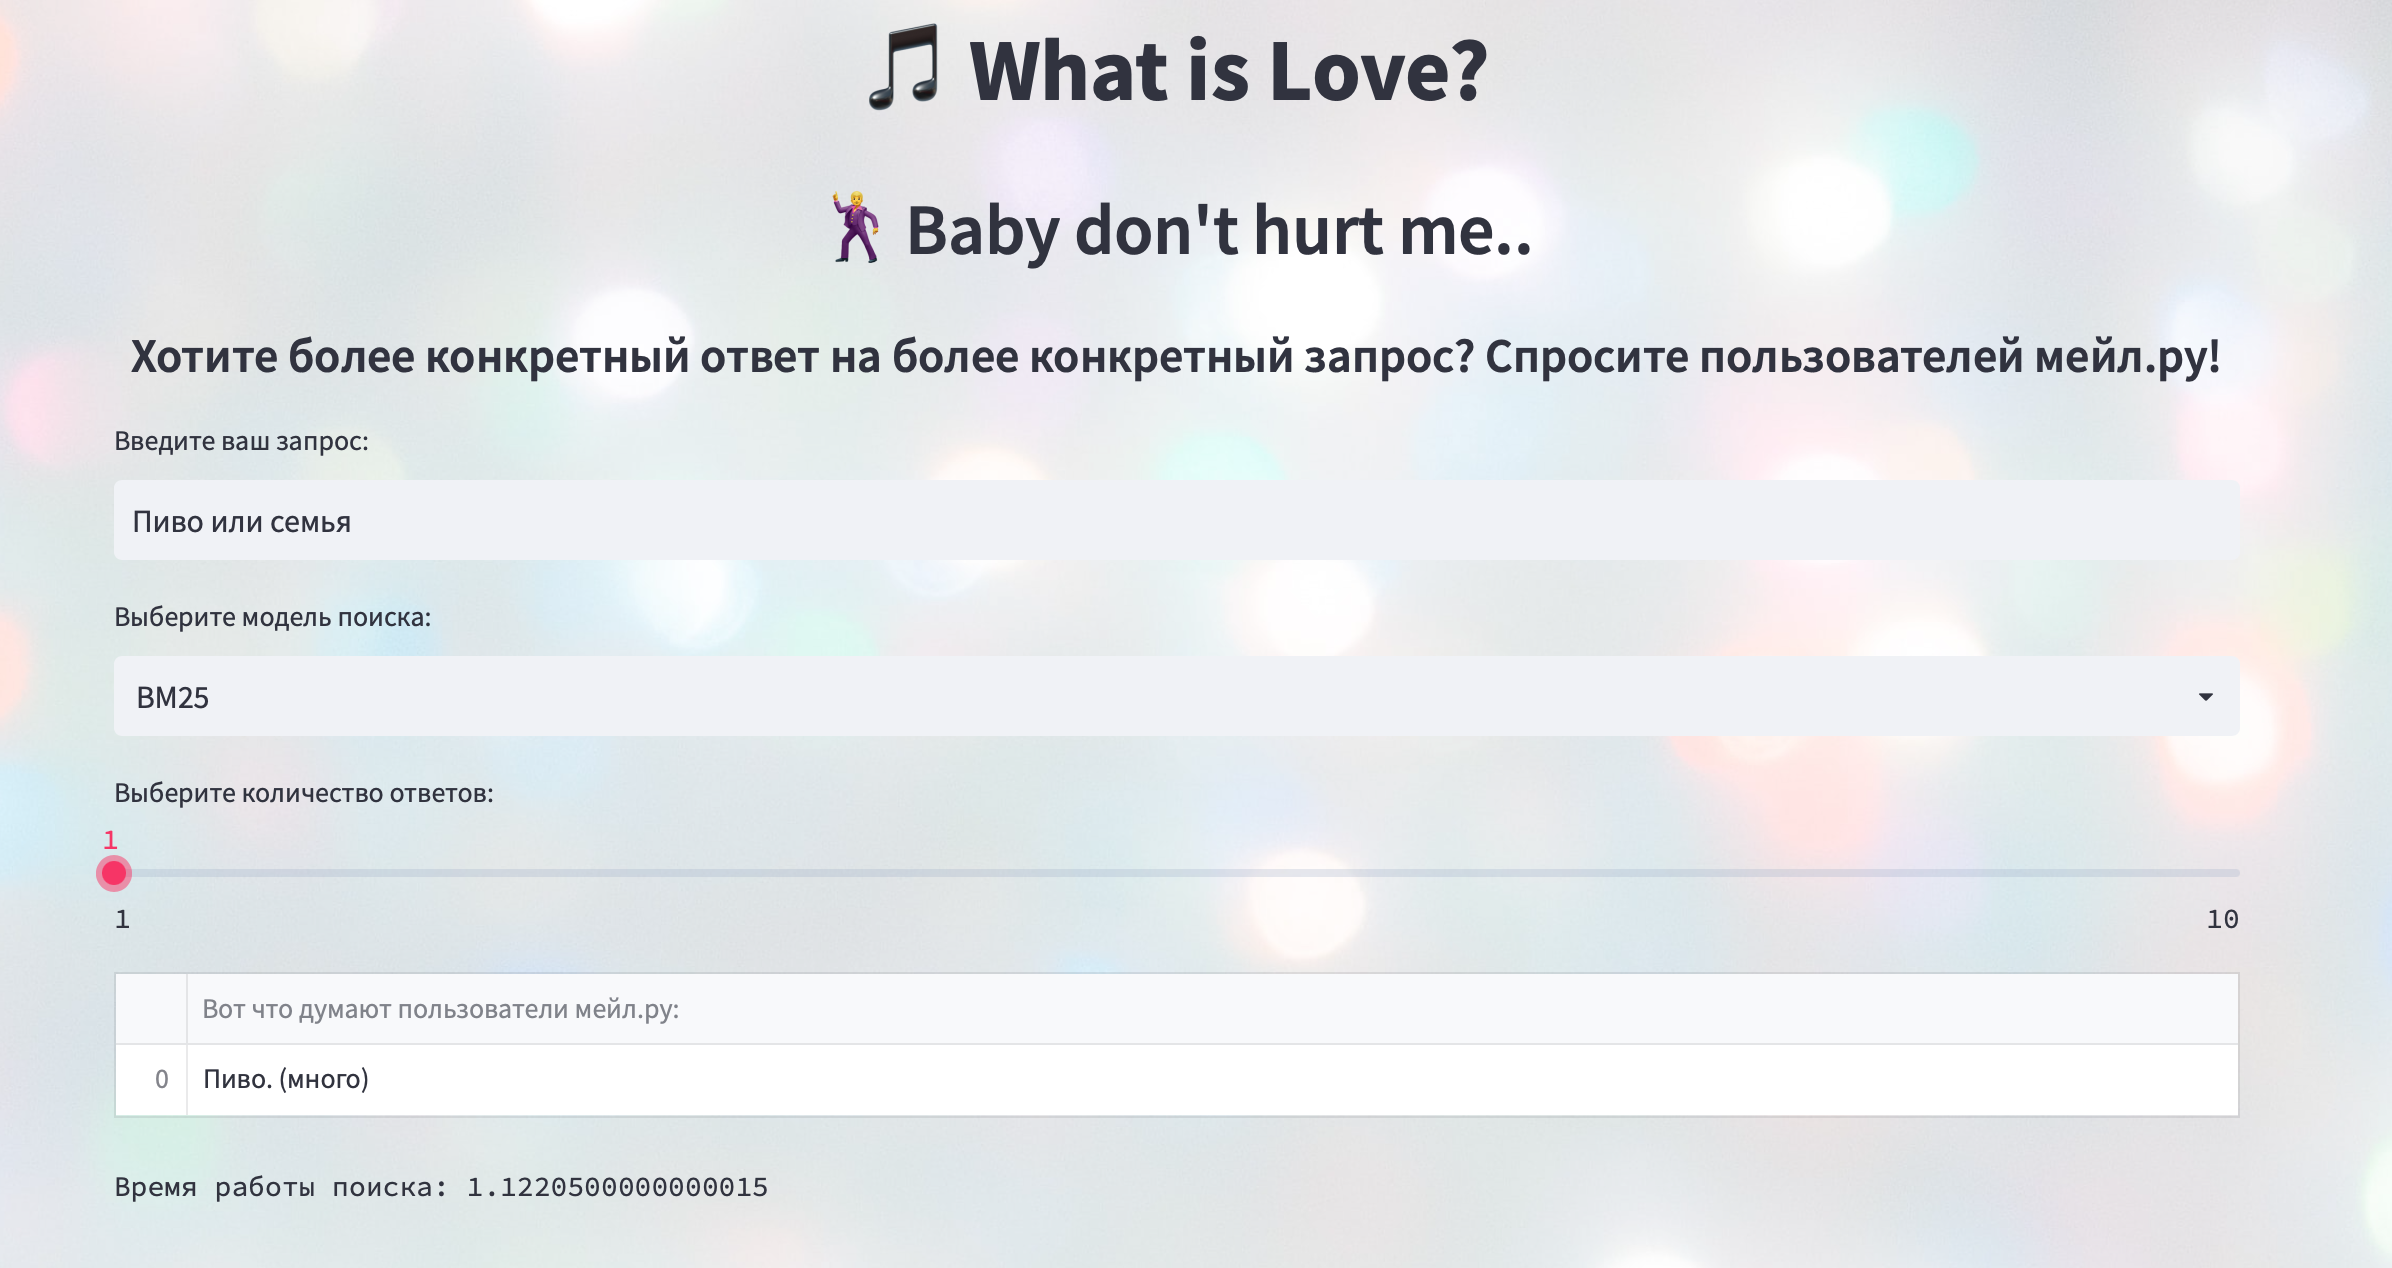 🎵 What is Love?
🕺 Baby don't hurt me..
Хотите более конкретный ответ на более конкретный запрос? Спросите пользователей мейл.ру!
Введите ваш запрос:
Пиво или семья
Выберите модель поиска:
BM25
Выберите количество ответов:
1
1 10
Вот что думают пользователи мейл.ру:
0 Пиво. (много)
Время работы поиска: 1.1220500000000015